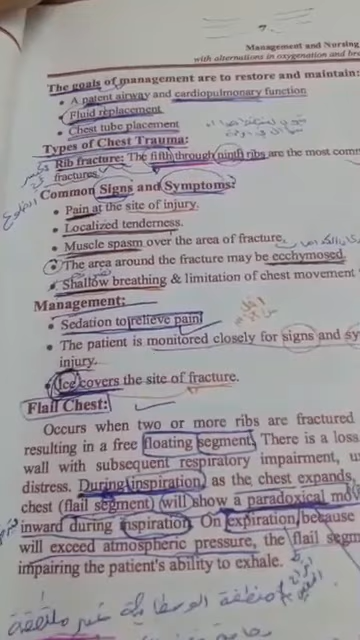 7
Management and Nursing
with alternations in oxygenation and
The goals of management are to restore and maintain
• A patent airway and cardiopulmonary function
• Fluid replacement
• Chest tube placement
Types of Chest Trauma:
Rib fracture: The fifth through ninth ribs are the most
fractures.
Common Signs and Symptoms:
• Pain at the site of injury.
• Localized tenderness.
• Muscle spasm over the area of fracture.
• The area around the fracture may be ecchymosed
• Shallow breathing & limitation of chest movement
Management:
• Sedation to relieve pain
• The patient is monitored closely for signs and
injury.
• Ice covers the site of fracture.
Flail Chest:
Occurs when two or more ribs are fractured
resulting in a free floating segment. There is a loss
wall with subsequent respiratory impairment,
distress. During inspiration, as the chest expands,
chest (flail segment) will show a paradoxical
inward during inspiration. On expiration, because
will exceed atmospheric pressure, the flail
impairing the patient's ability to exhale.
منطقة الوسطانية غير ملتصقة